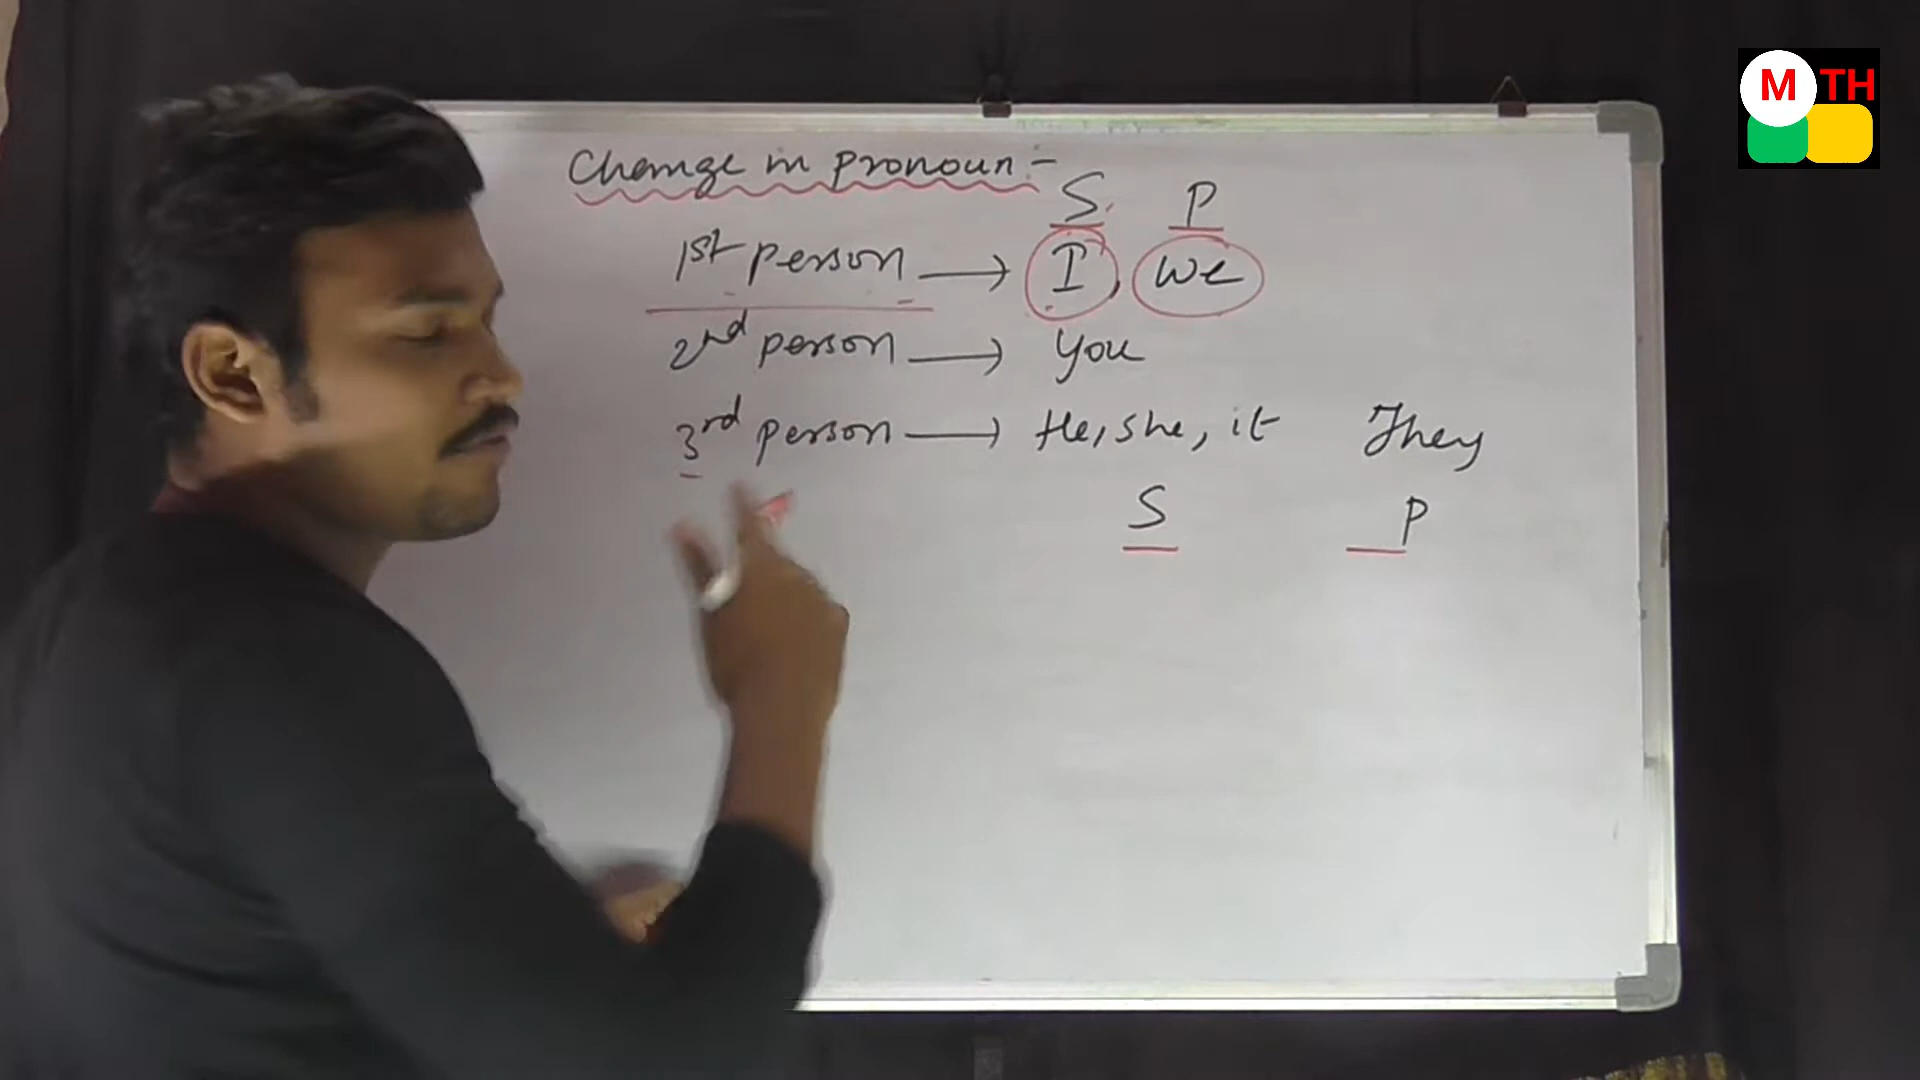 M TH
Change in pronoun :-
S P
1st person → I, we
2nd person → You
3rd person → He, she, it They
S P